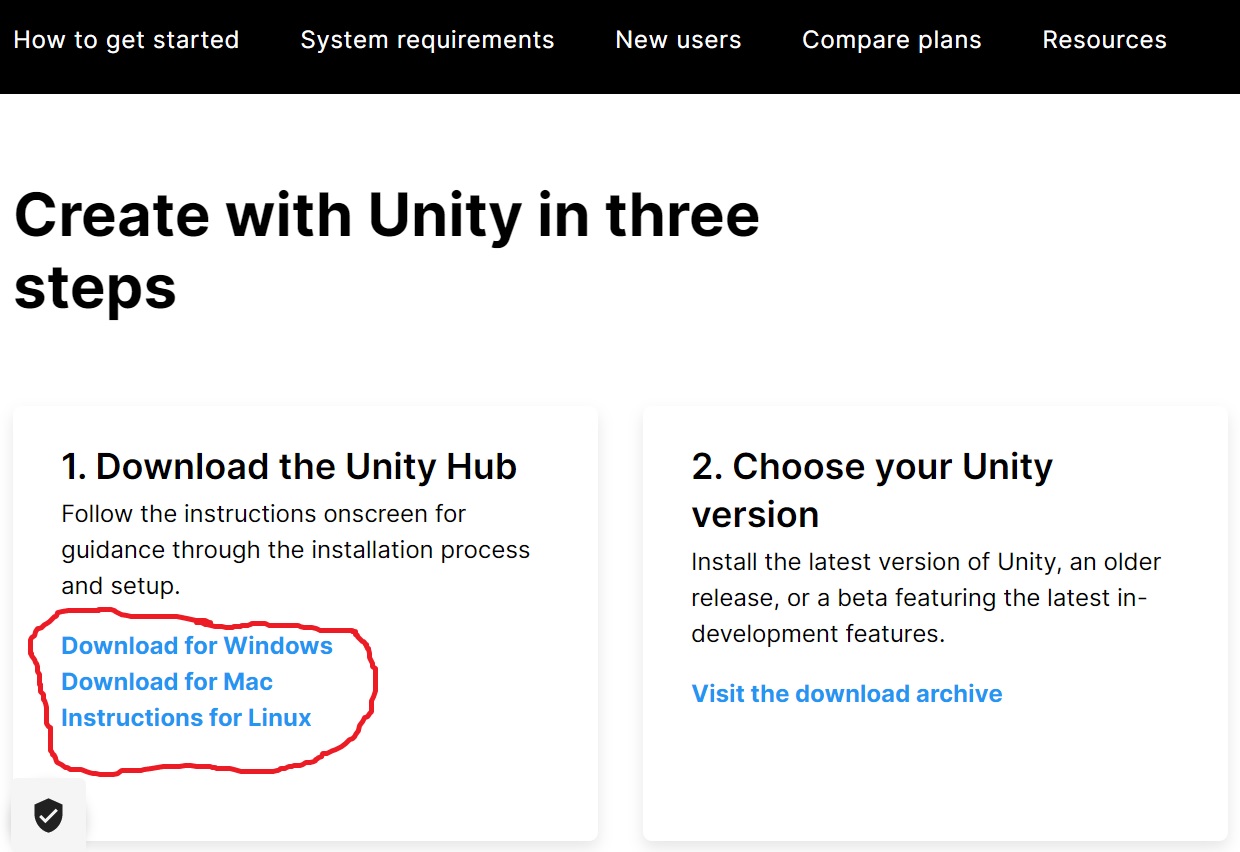 How to get started System requirements New users Compare plans Resources
Create with Unity in three
steps
1. Download the Unity Hub
Follow the instructions onscreen for
guidance through the installation process
and setup.
Download for Windows
Download for Mac
Instructions for Linux
2. Choose your Unity
version
Install the latest version of Unity, an older
release, or a beta featuring the latest in-
development features.
Visit the download archive